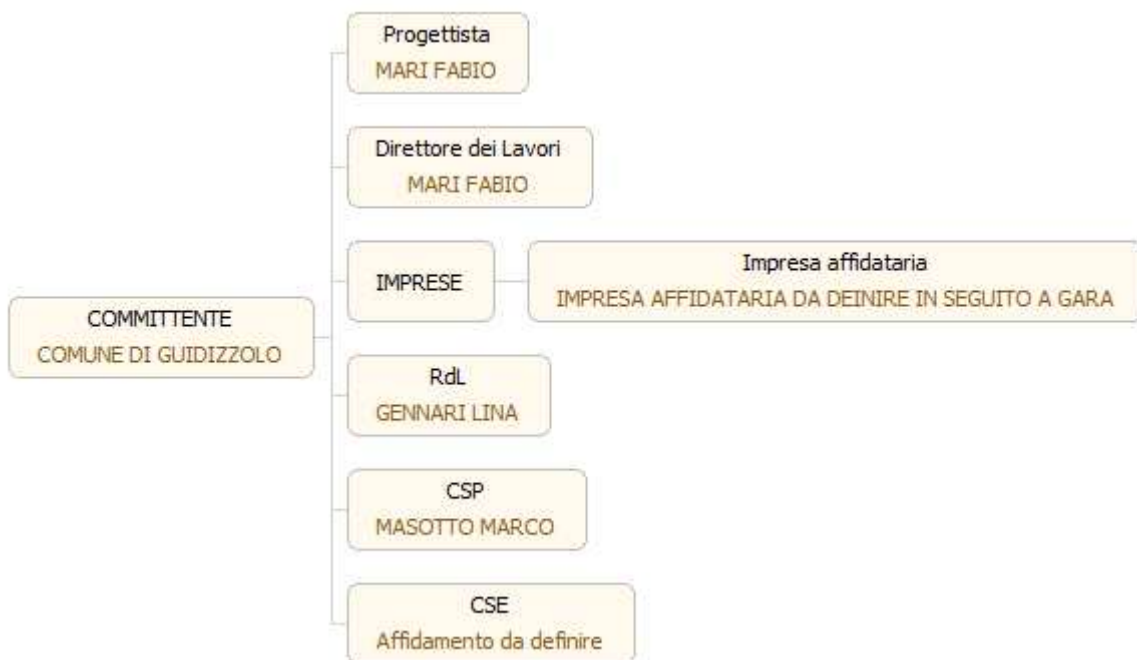 Progettista
MARI FABIO
Direttore dei Lavori
MARI FABIO
IMPRESE
Impresa affidataria
IMPRESA AFFIDATARIA DA DEINIRE IN SEGUITO A GARA
COMMITTENTE
COMUNE DI GUIDIZZOLO
RdL
GENNARI LINA
CSP
MASOTTO MARCO
CSE
Affidamento da definire